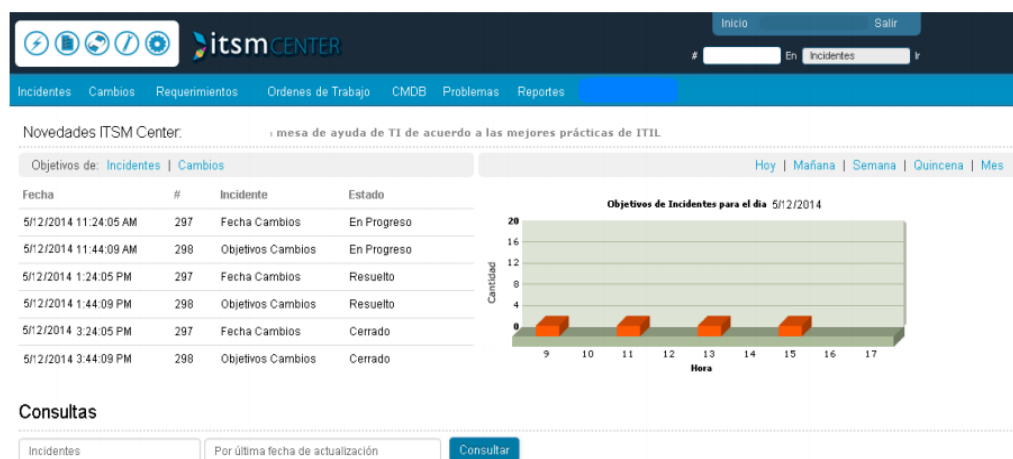 Inicio Salir
itsmCENTER
# En Incidentes Ir
Incidentes Cambios Requerimientos Ordenes de Trabajo CMDB Problemas Reportes
Novedades ITSM Center: mesa de ayuda de TI de acuerdo a las mejores prácticas de ITIL
Objetivos de: Incidentes | Cambios
Hoy | Mañana | Semana | Quincena | Mes
Fecha # Incidente Estado
5/12/2014 11:24:05 AM 297 Fecha Cambios En Progreso
5/12/2014 11:44:09 AM 298 Objetivos Cambios En Progreso
5/12/2014 1:24:05 PM 297 Fecha Cambios Resuelto
5/12/2014 1:44:09 PM 298 Objetivos Cambios Resuelto
5/12/2014 3:24:05 PM 297 Fecha Cambios Cerrado
5/12/2014 3:44:09 PM 298 Objetivos Cambios Cerrado
Objetivos de Incidentes para el dia 5/12/2014
Cantidad
20
16
12
8
4
0
9 10 11 12 13 14 15 16 17
Hora
Consultas
Incidentes Por última fecha de actualización Consultar